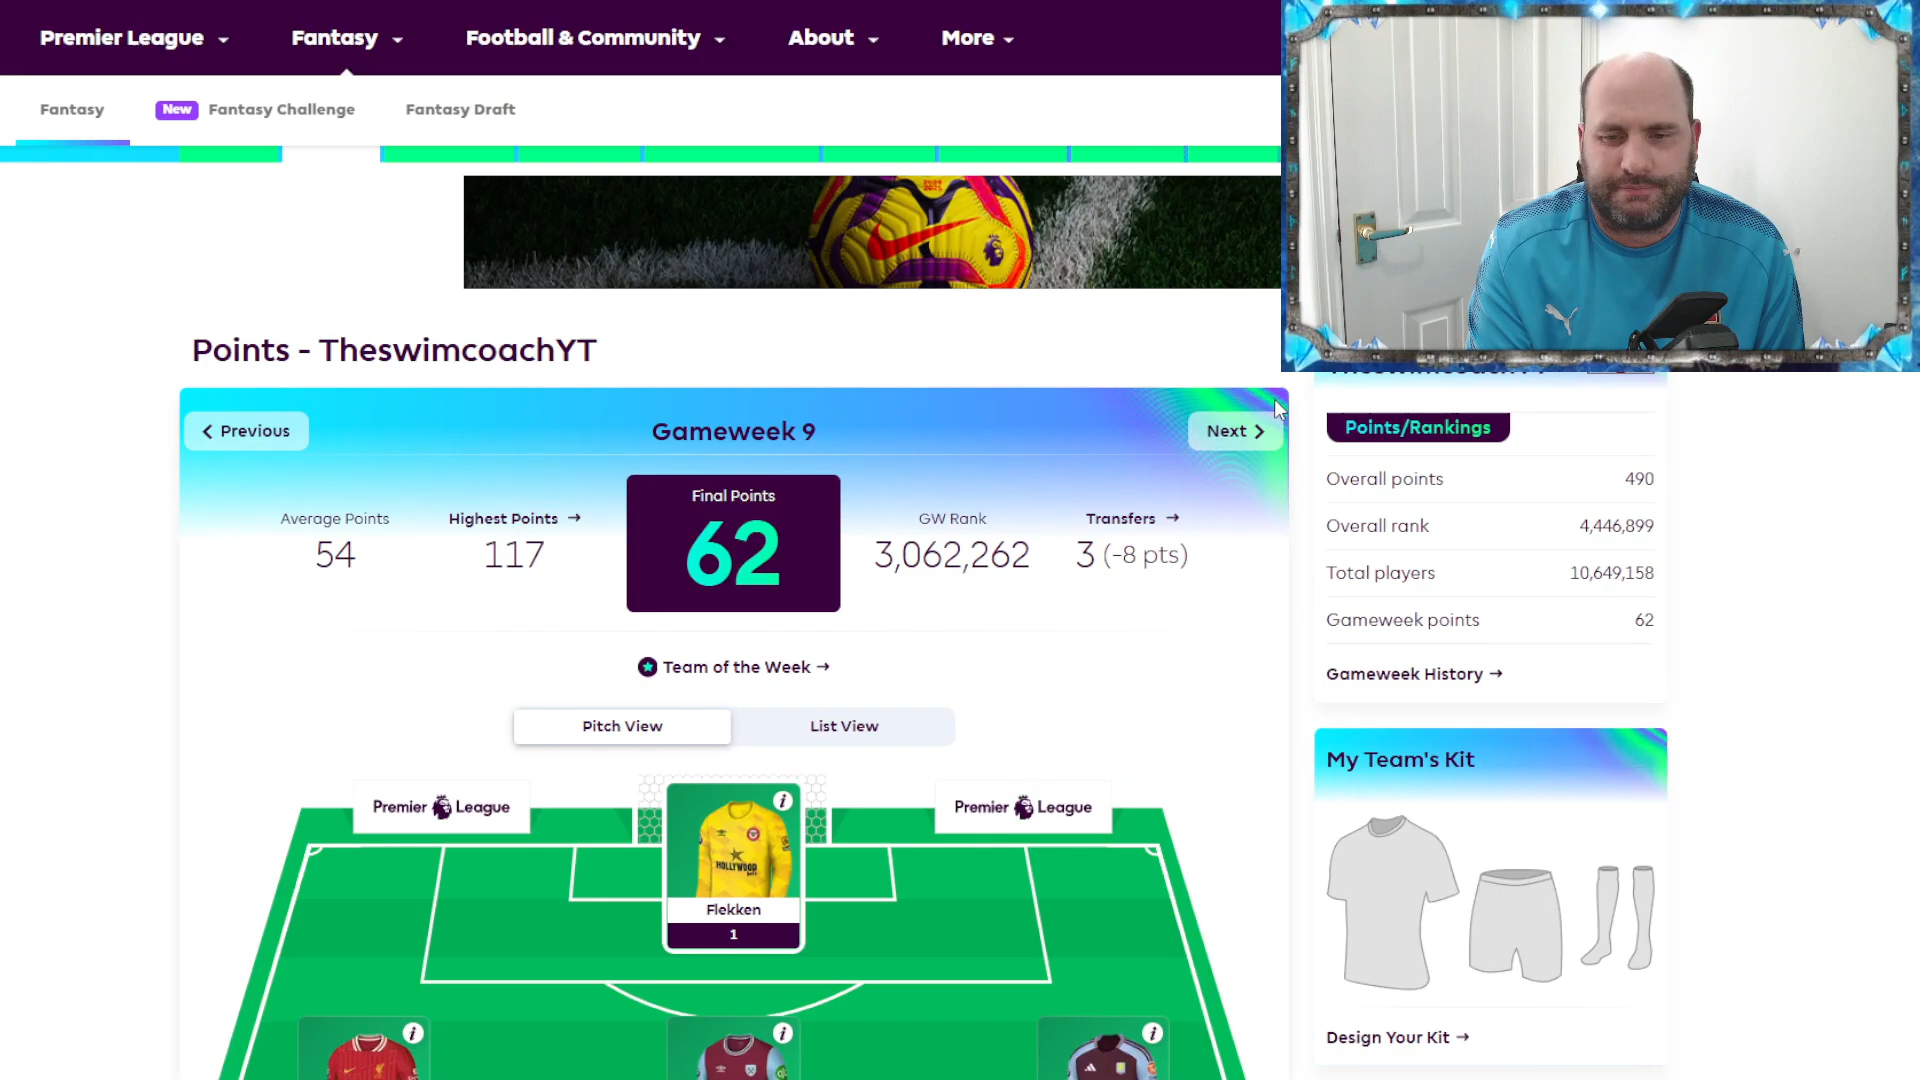 Premier League
Fantasy
Football & Community
About
More
Fantasy
New Fantasy Challenge
Fantasy Draft
Points - TheswimcoachYT
Previous
Gameweek 9
Next
Average Points
54
Highest Points →
117
Final Points
62
GW Rank
3,062,262
Transfers →
3 (-8 pts)
Team of the Week →
Pitch View
List View
Premier League
Premier League
HOLLYWOOD
Flekken
1
Points/Rankings
Overall points 490
Overall rank 4,446,899
Total players 10,649,158
Gameweek points 62
Gameweek History →
My Team's Kit
Design Your Kit →